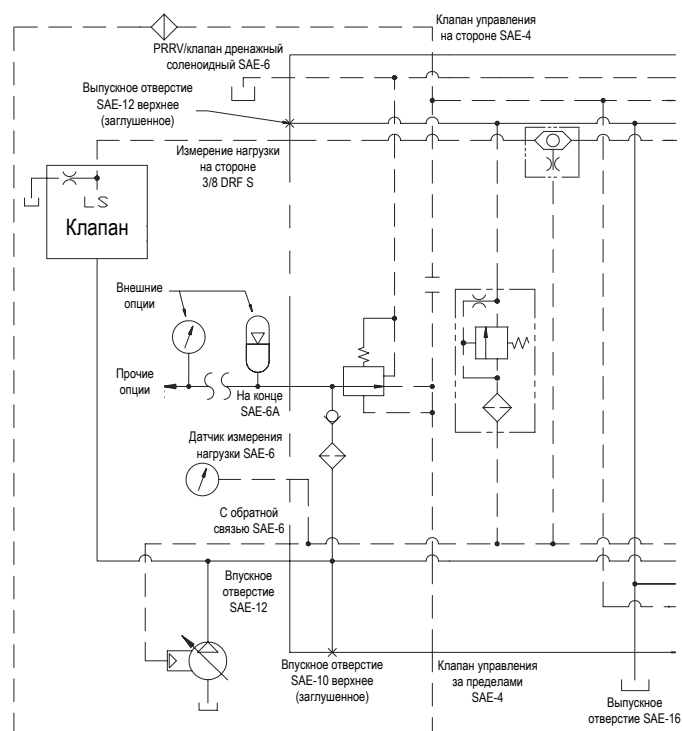 Клапан управления
на стороне SAE-4
PRRV/клапан дренажный
соленоидный SAE-6
Выпускное отверстие
SAE-12 верхнее
(заглушенное)
Измерение нагрузки
на стороне
3/8 DRF S
LS
Клапан
Внешние
опции
Прочие
опции
На конце
SAE-6A
Датчик измерения
нагрузки SAE-6
С обратной
связью SAE-6
Впускное
отверстие
SAE-12
Впускное отверстие
SAE-10 верхнее
(заглушенное)
Клапан управления
за пределами
SAE-4
Выпускное
отверстие SAE-16